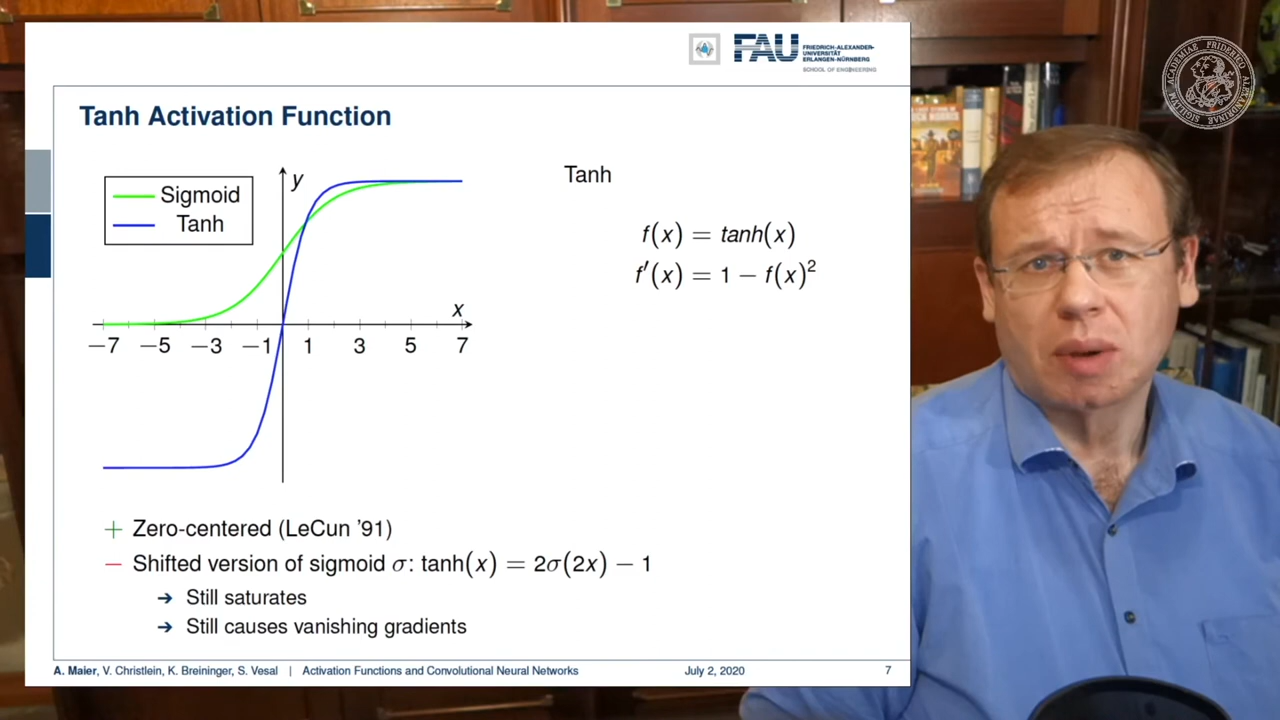 FAU
FRIEDRICH-ALEXANDER-
UNIVERSITÄT
ERLANGEN-NÜRNBERG
SCHOOL OF ENGINEERING
Tanh Activation Function
Sigmoid
Tanh
y
x
−7 −5 −3 −1 1 3 5 7
Tanh
f(x) = tanh(x)
f′(x) = 1 − f(x)²
+ Zero-centered (LeCun ’91)
− Shifted version of sigmoid σ: tanh(x) = 2σ(2x) − 1
➔ Still saturates
➔ Still causes vanishing gradients
A. Maier, V. Christlein, K. Breininger, S. Vesal | Activation Functions and Convolutional Neural Networks July 2, 2020 7